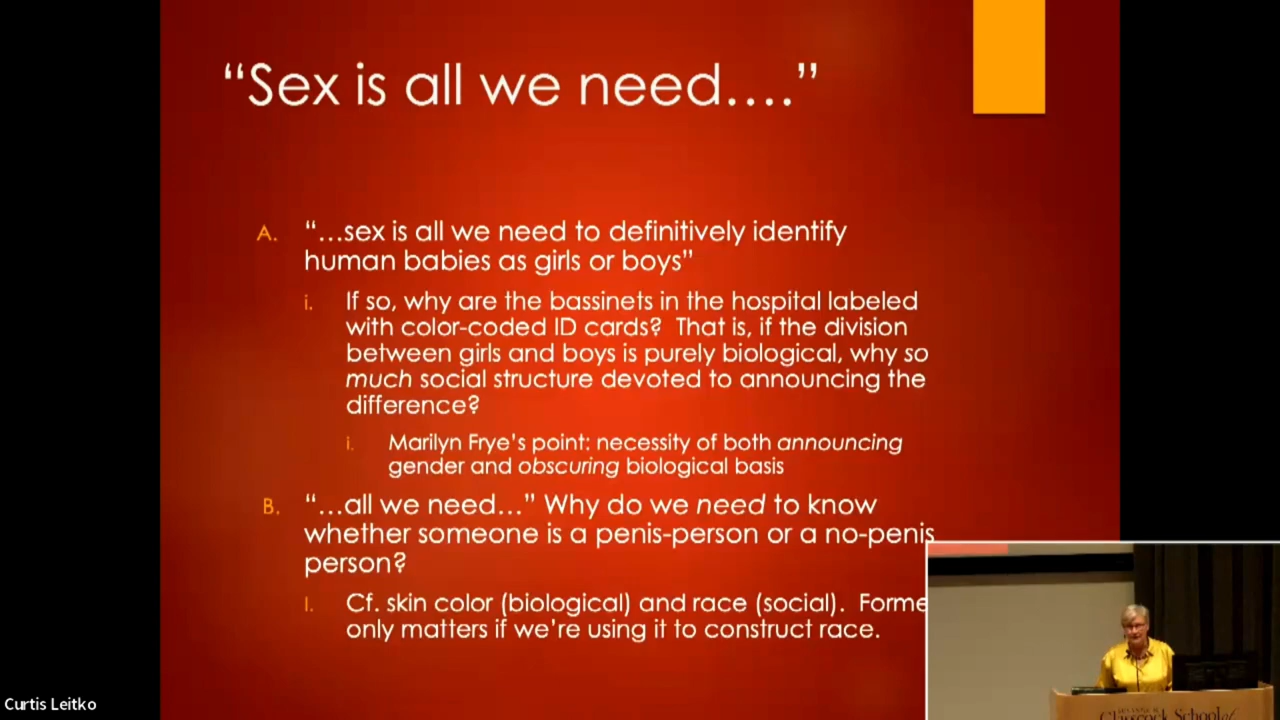 “Sex is all we need....”
A. “...sex is all we need to definitively identify
human babies as girls or boys”
i. If so, why are the bassinets in the hospital labeled
with color-coded ID cards? That is, if the division
between girls and boys is purely biological, why so
much social structure devoted to announcing the
difference?
i. Marilyn Frye’s point: necessity of both announcing
gender and obscuring biological basis
B. “...all we need...” Why do we need to know
whether someone is a penis-person or a no-penis
person?
I. Cf. skin color (biological) and race (social). Forme
only matters if we’re using it to construct race.
Curtis Leitko
School of